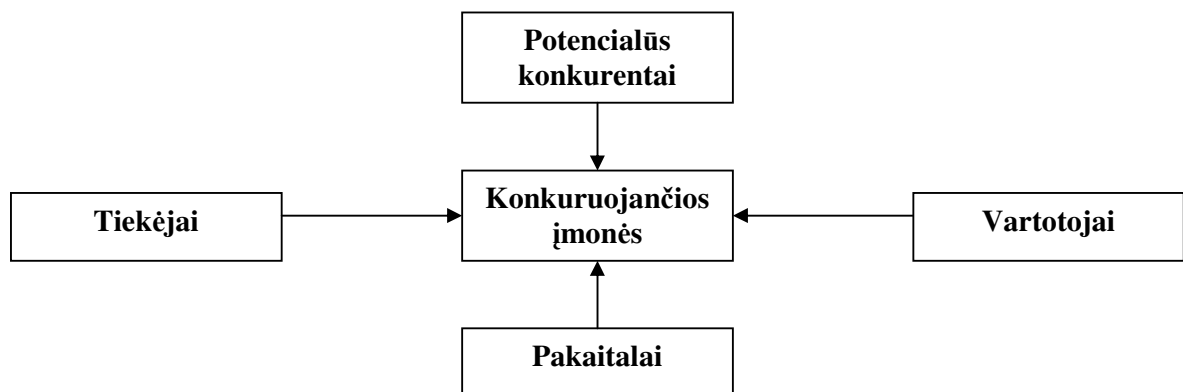 Potencialūs
konkurentai
Tiekėjai
Konkuruojančios
įmonės
Vartotojai
Pakaitalai